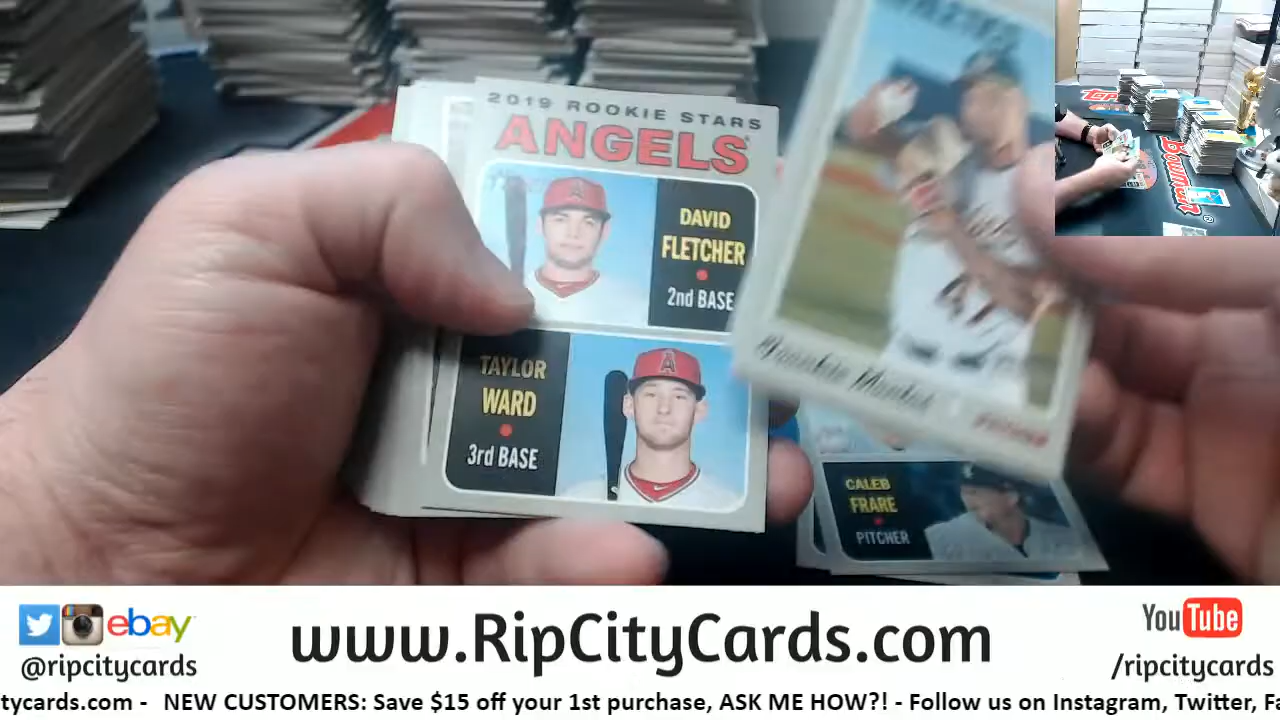 2019 ROOKIE STARS
ANGELS
DAVID
FLETCHER
2nd BASE
TAYLOR
WARD
3rd BASE
CALEB
FRARE
PITCHER
ebay
@ripcitycards
www.RipCityCards.com
YouTube
/ripcitycards
tycards.com - NEW CUSTOMERS: Save $15 off your 1st purchase, ASK ME HOW?! - Follow us on Instagram, Twitter, Fa